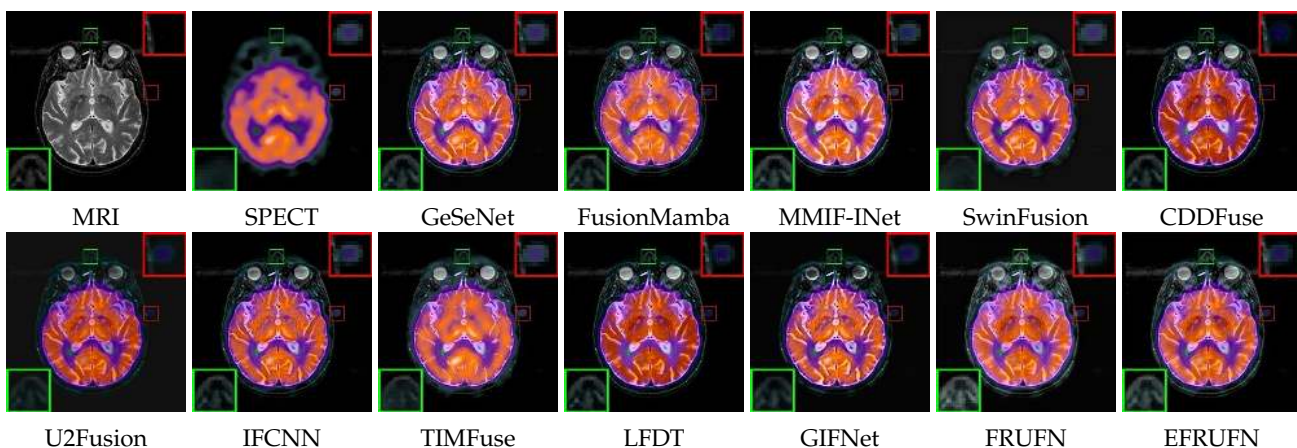 MRI SPECT GeSeNet FusionMamba MMIF-INet SwinFusion CDDFuse
U2Fusion IFCNN TIMFuse LFDT GIFNet FRUFN EFRUFN